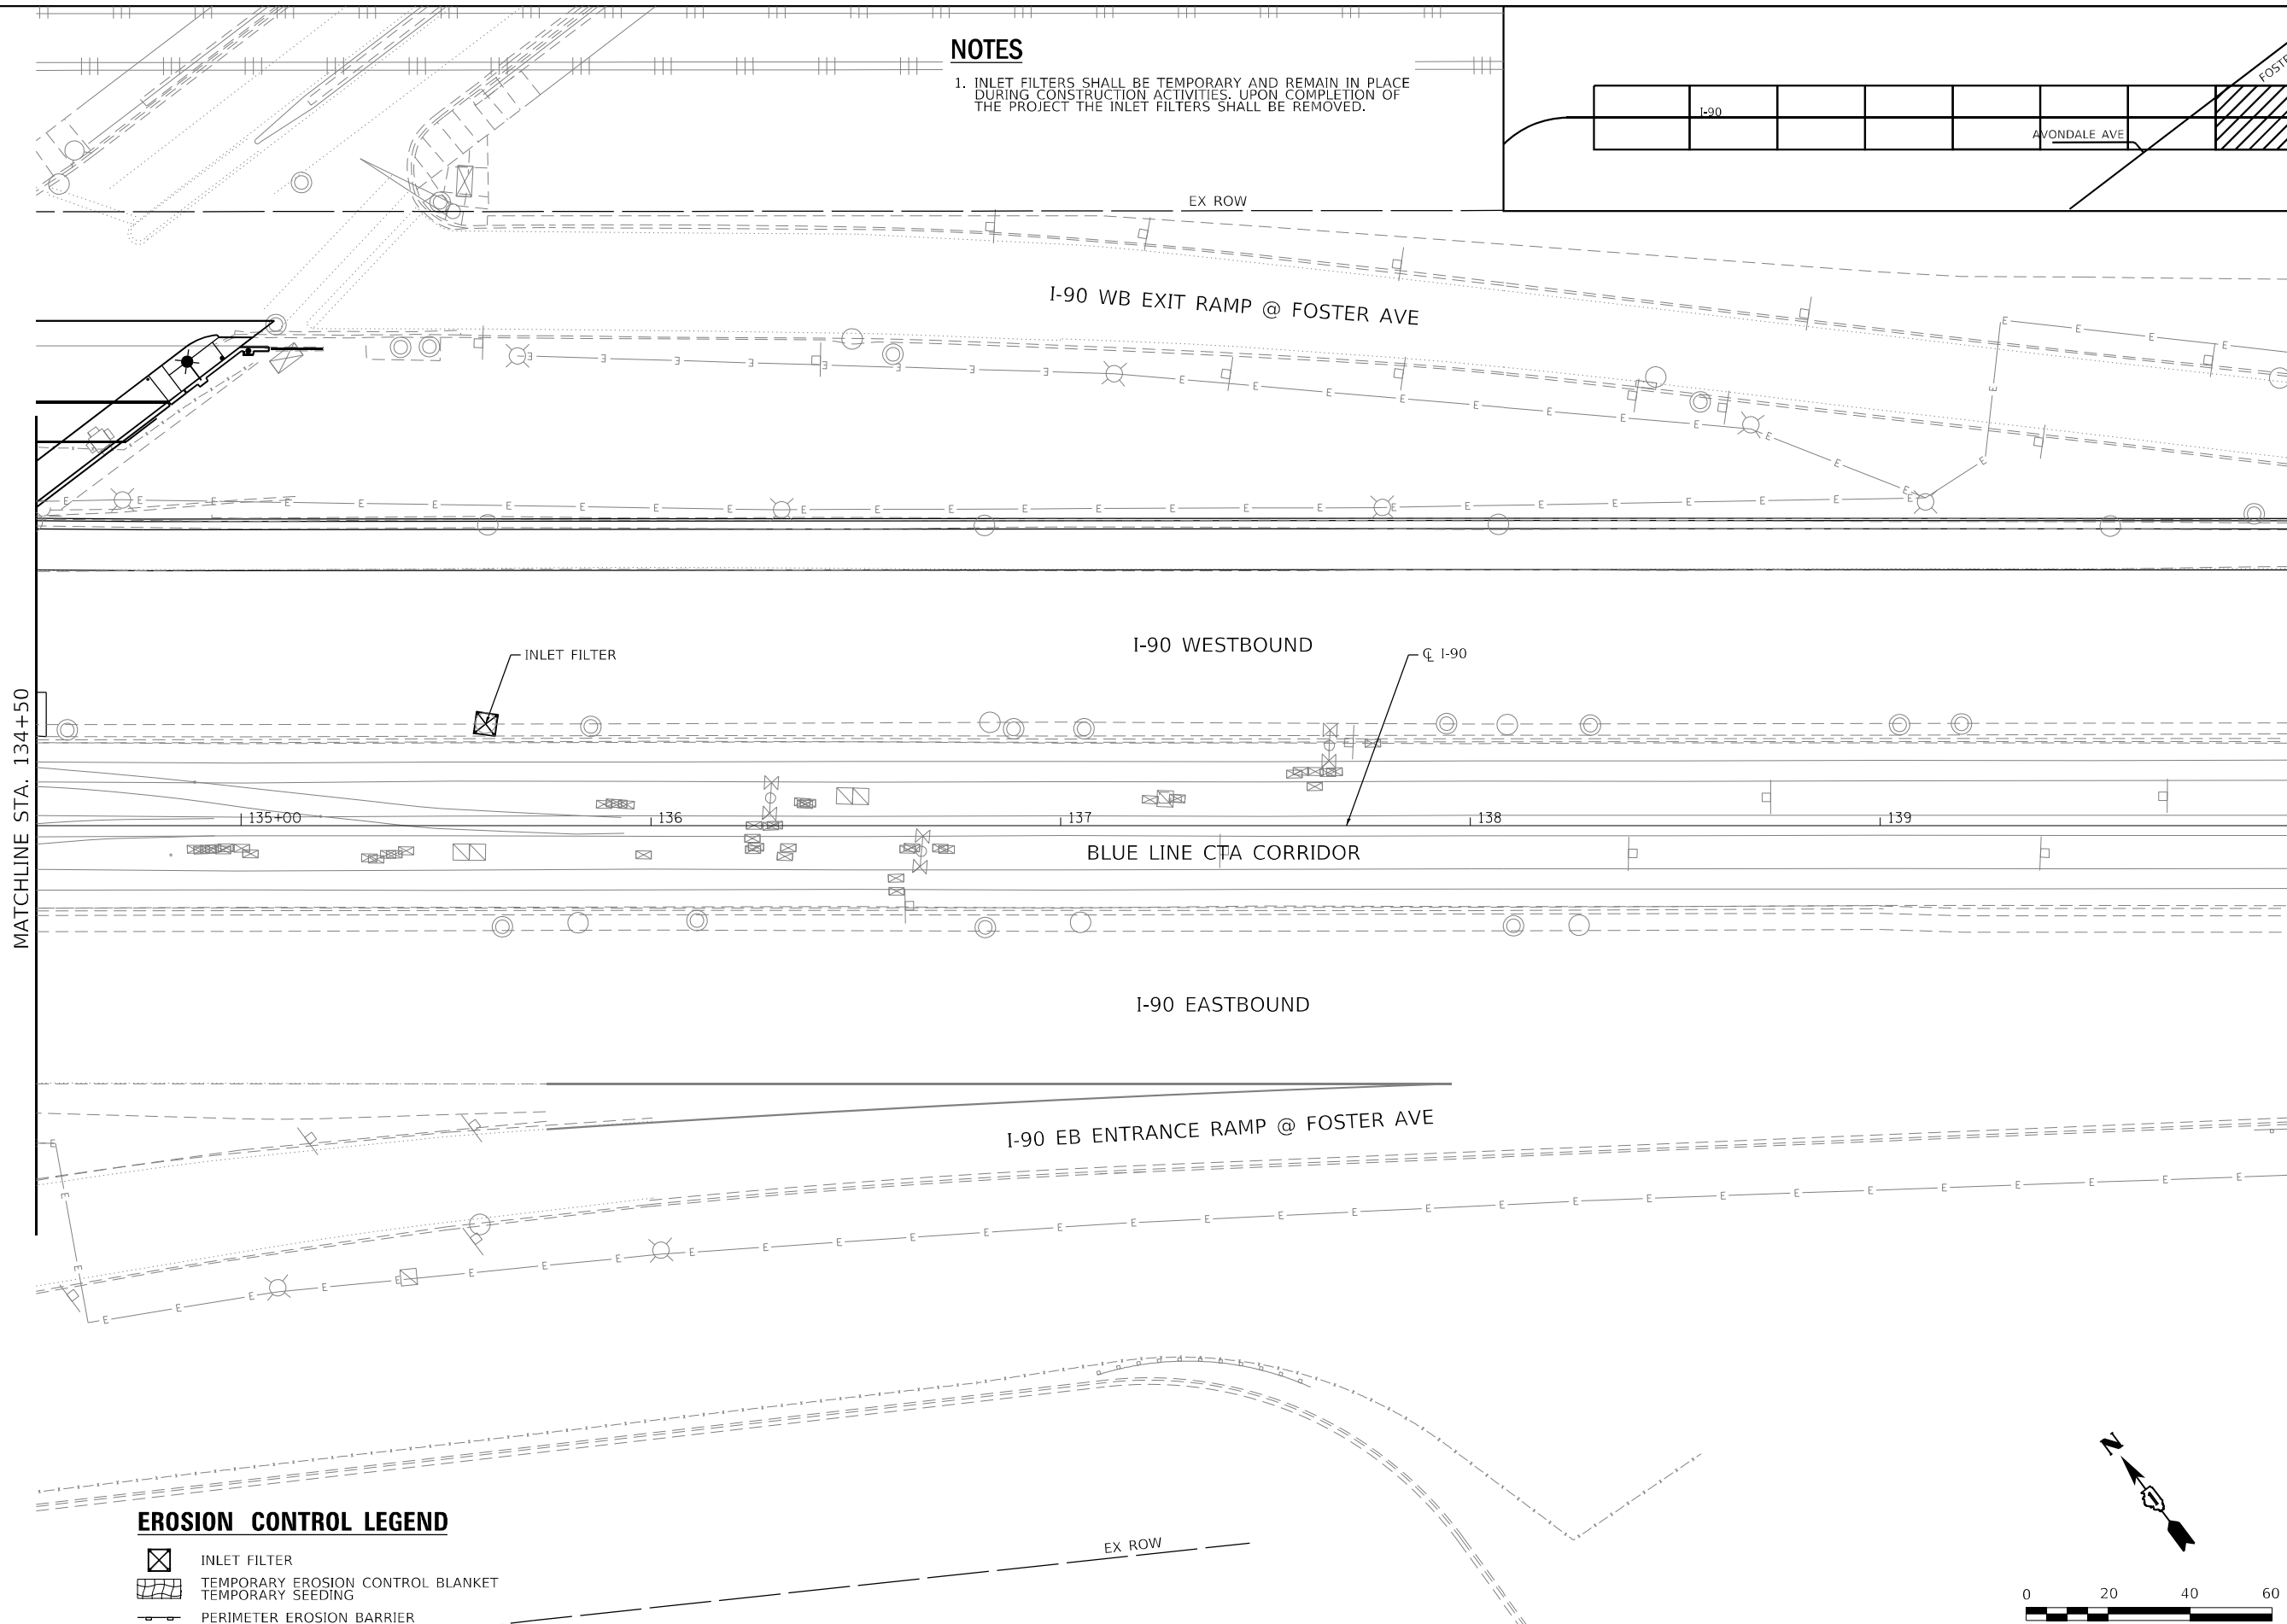 NOTES
1. INLET FILTERS SHALL BE TEMPORARY AND REMAIN IN PLACE
DURING CONSTRUCTION ACTIVITIES. UPON COMPLETION OF
THE PROJECT THE INLET FILTERS SHALL BE REMOVED.
I-90
AVONDALE AVE
EX ROW
I-90 WB EXIT RAMP @ FOSTER AVE
INLET FILTER
I-90 WESTBOUND
℄ I-90
MATCHLINE STA. 134+50
135+00 136 137 138 139
BLUE LINE CTA CORRIDOR
I-90 EASTBOUND
I-90 EB ENTRANCE RAMP @ FOSTER AVE
EX ROW
N
0 20 40 60
EROSION CONTROL LEGEND
INLET FILTER
TEMPORARY EROSION CONTROL BLANKET
TEMPORARY SEEDING
PERIMETER EROSION BARRIER